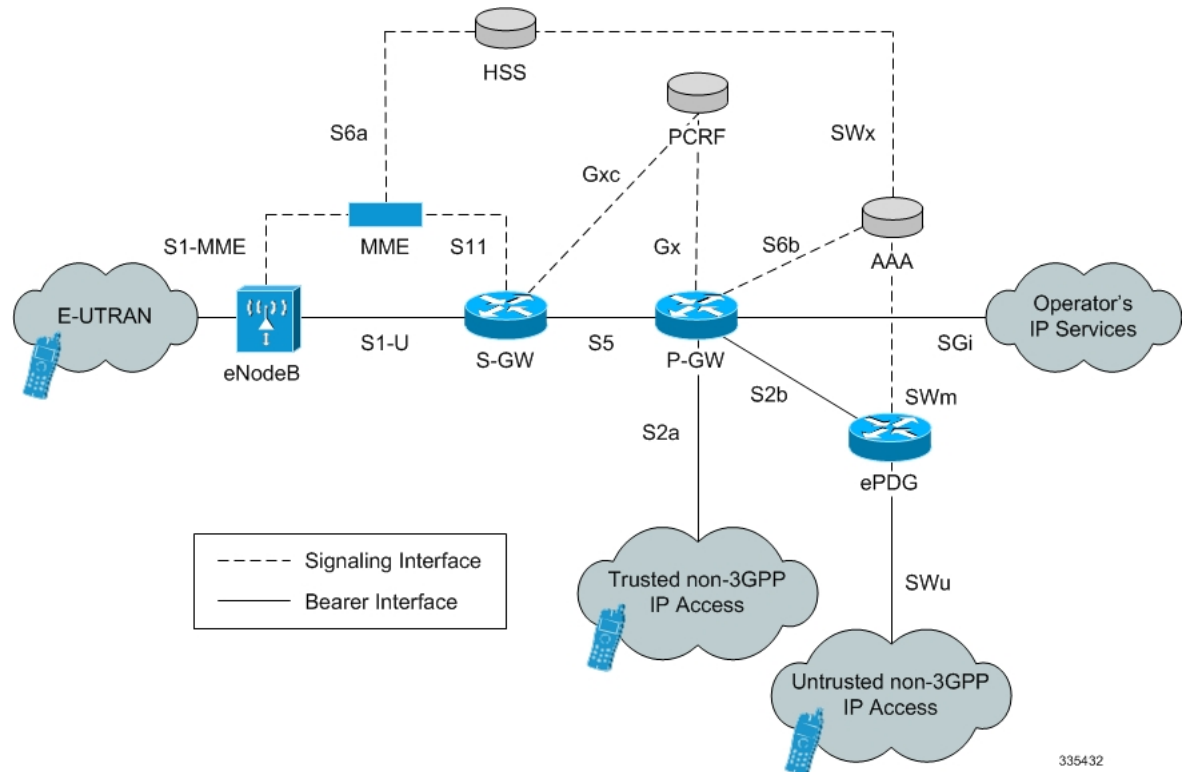 HSS
PCRF
S6a
SWx
Gxc
S1-MME
MME
S11
Gx
S6b
AAA
E-UTRAN
Operator's
IP Services
S1-U
S5
SGi
eNodeB
S-GW
P-GW
S2b
SWm
S2a
ePDG
Signaling Interface
Bearer Interface
Trusted non-3GPP
IP Access
SWu
Untrusted non-3GPP
IP Access
335432